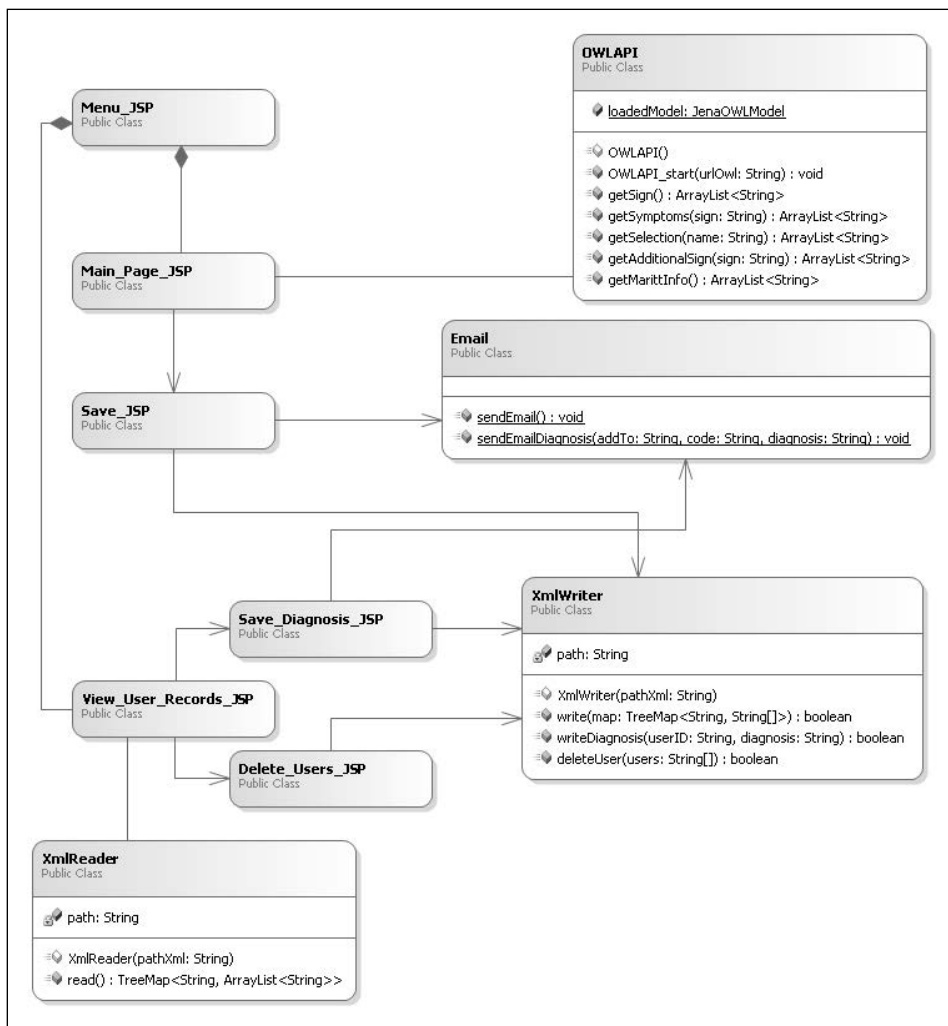 OWLAPI
Public Class
loadedModel: JenaOWLModel
OWLAPI()
OWLAPI_start(urlOwl: String) : void
getSign() : ArrayList<String>
getSymptoms(sign: String) : ArrayList<String>
getSelection(name: String) : ArrayList<String>
getAdditionalSign(sign: String) : ArrayList<String>
getMarittInfo() : ArrayList<String>
Menu_JSP
Public Class
Main_Page_JSP
Public Class
Email
Public Class
sendEmail() : void
sendEmailDiagnosis(addTo: String, code: String, diagnosis: String) : void
Save_JSP
Public Class
XmlWriter
Public Class
path: String
XmlWriter(pathXml: String)
write(map: TreeMap<String, String[]>) : boolean
writeDiagnosis(userID: String, diagnosis: String) : boolean
deleteUser(users: String[]) : boolean
Save_Diagnosis_JSP
Public Class
View_User_Records_JSP
Public Class
Delete_Users_JSP
Public Class
XmlReader
Public Class
path: String
XmlReader(pathXml: String)
read() : TreeMap<String, ArrayList<String>>